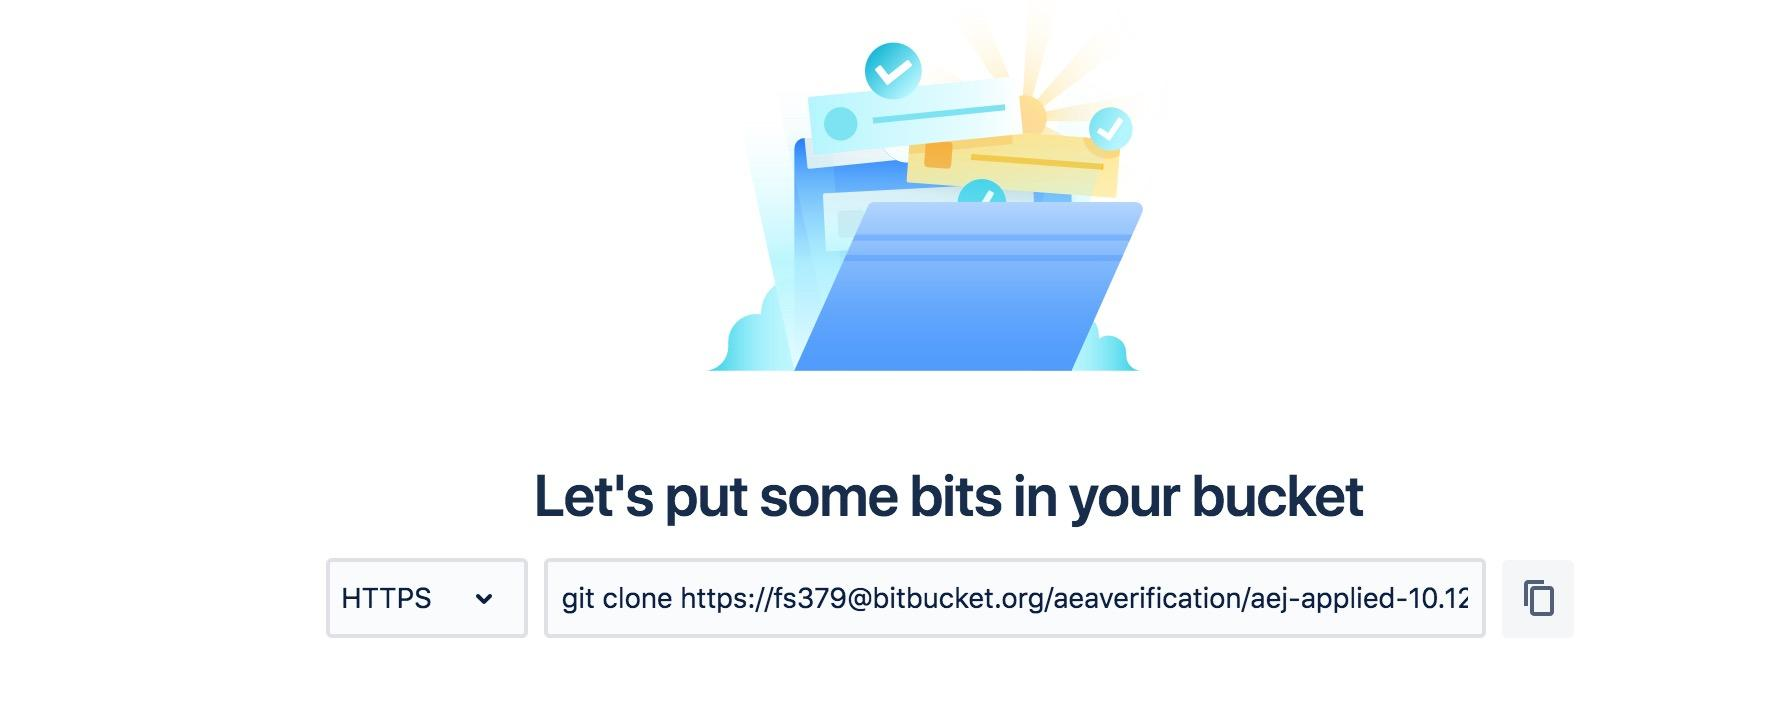 Let's put some bits in your bucket
HTTPS
git clone https://fs379@bitbucket.org/aeaverification/aej-applied-10.12